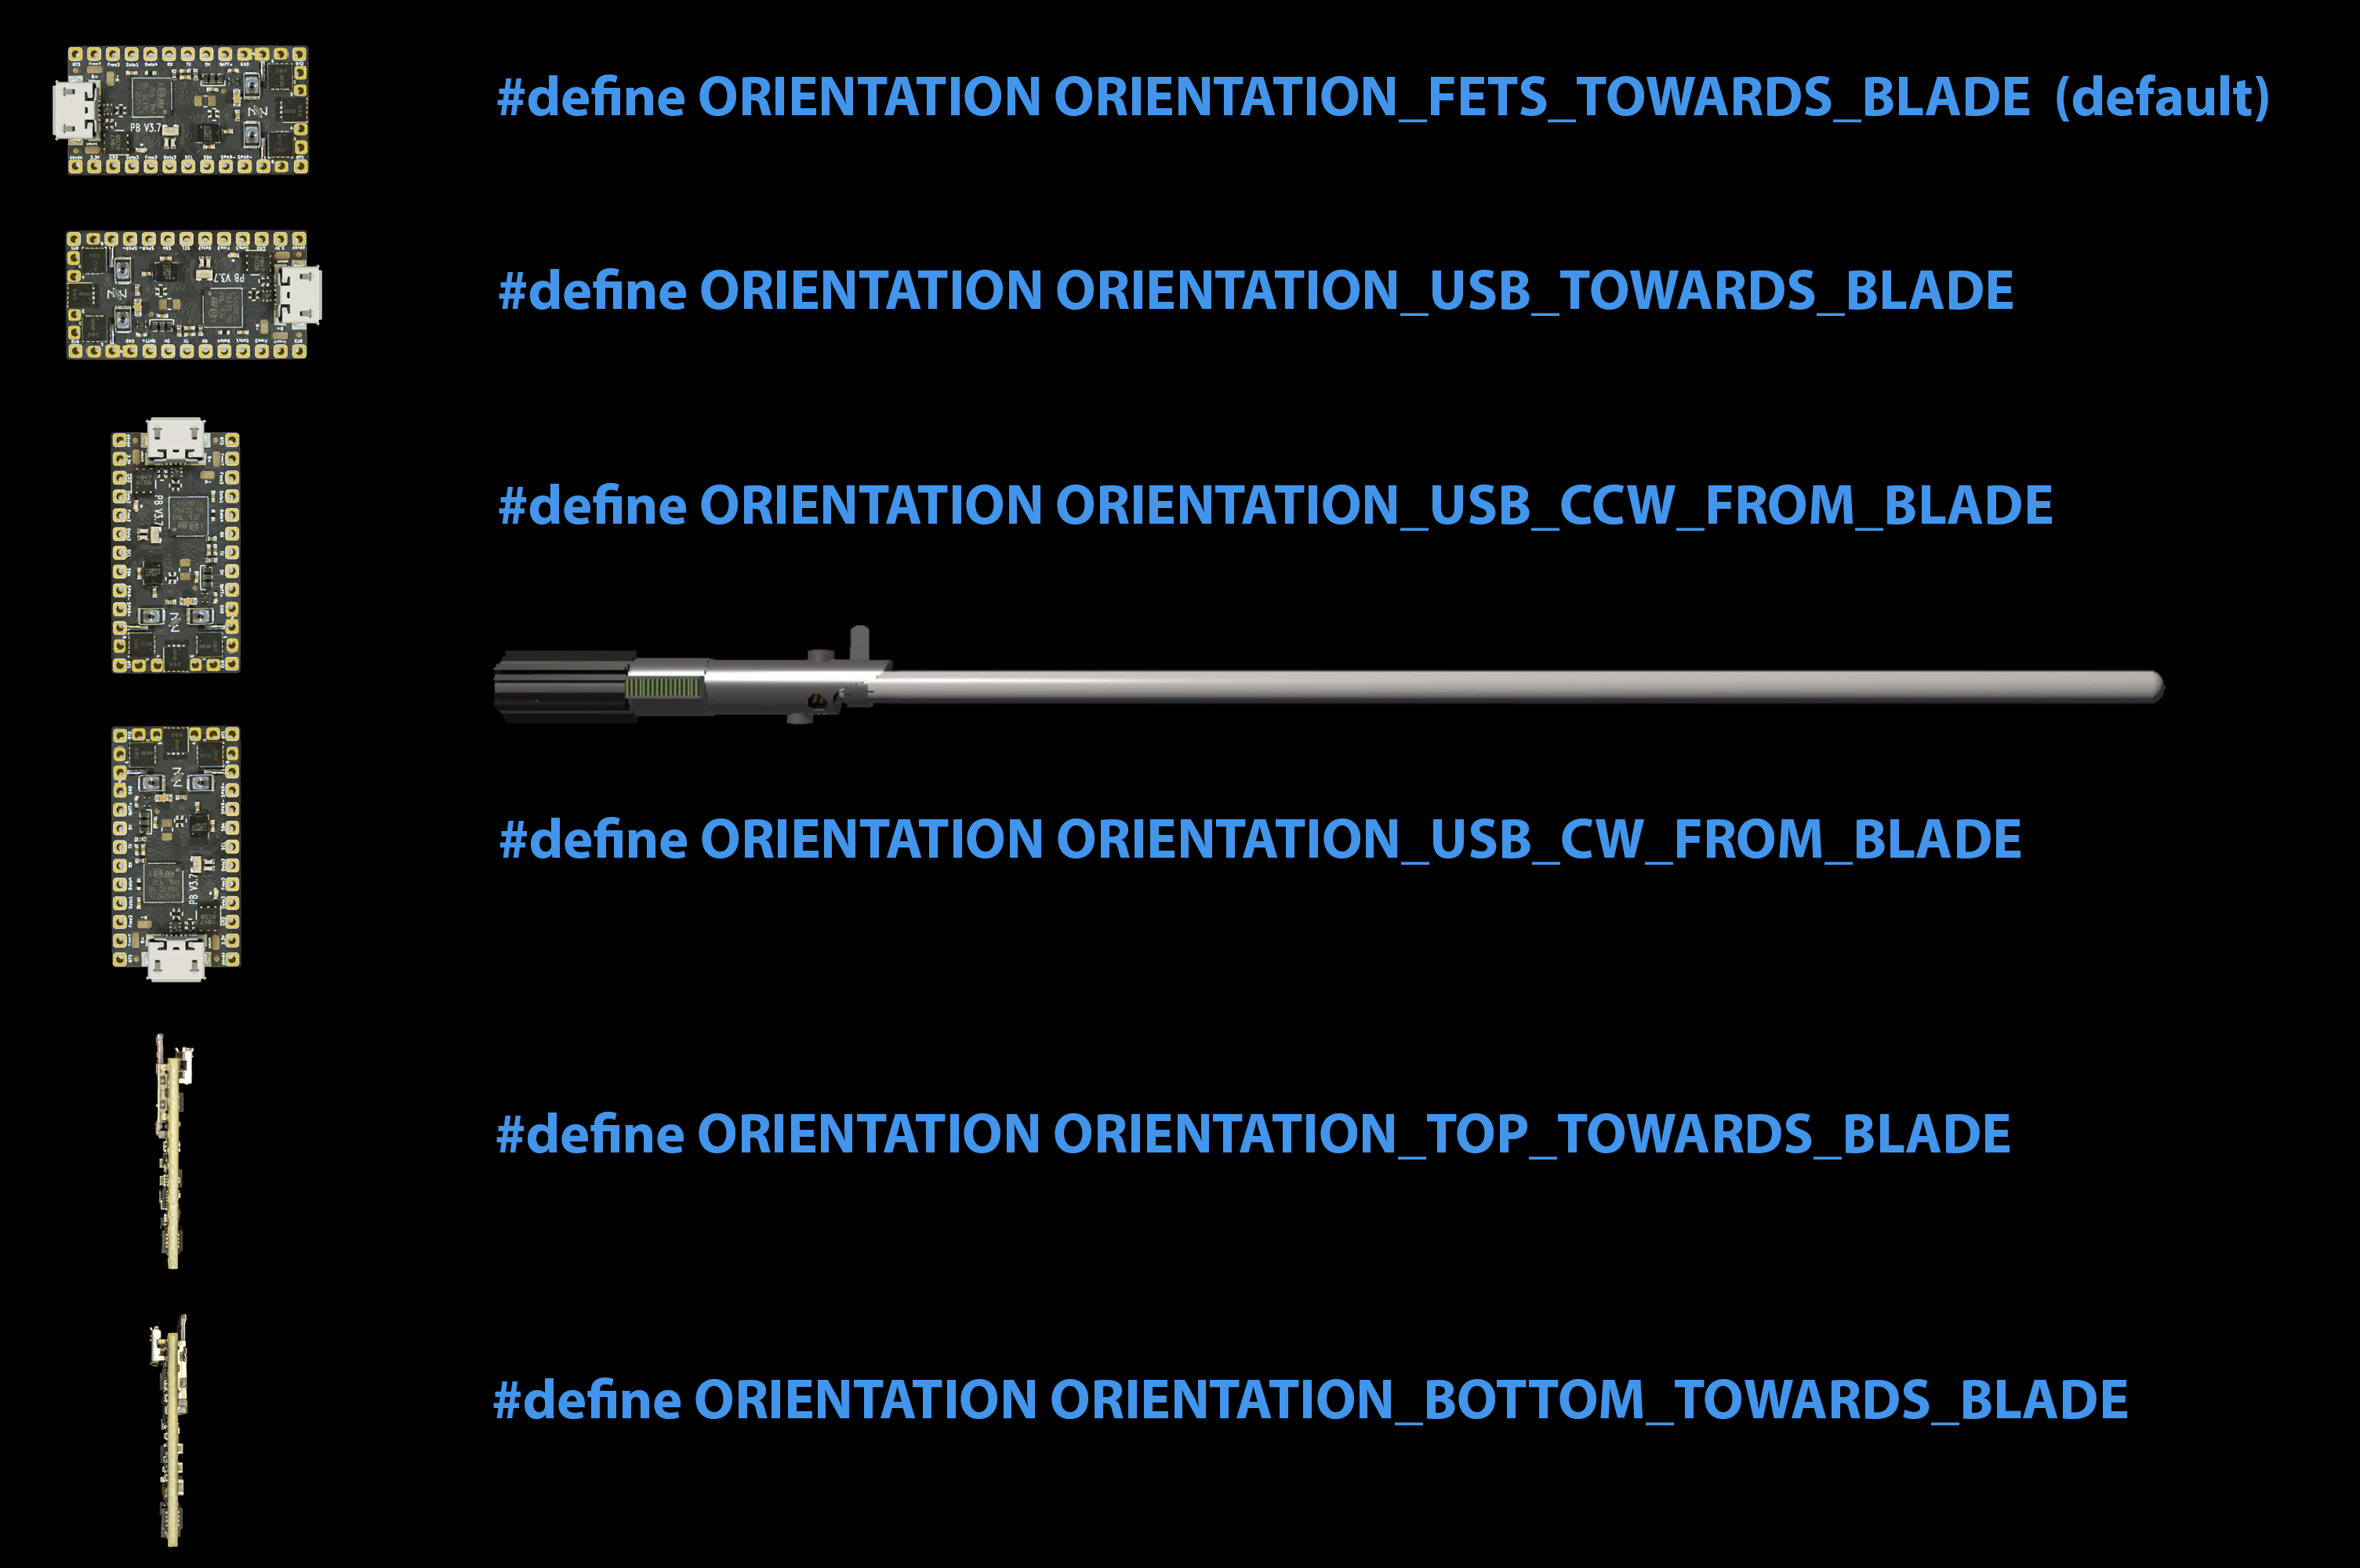 PB V3.7
#define ORIENTATION ORIENTATION_FETS_TOWARDS_BLADE (default)
PB V3.7
#define ORIENTATION ORIENTATION_USB_TOWARDS_BLADE
PB V3.7
#define ORIENTATION ORIENTATION_USB_CCW_FROM_BLADE
PB V3.7
#define ORIENTATION ORIENTATION_USB_CW_FROM_BLADE
#define ORIENTATION ORIENTATION_TOP_TOWARDS_BLADE
#define ORIENTATION ORIENTATION_BOTTOM_TOWARDS_BLADE